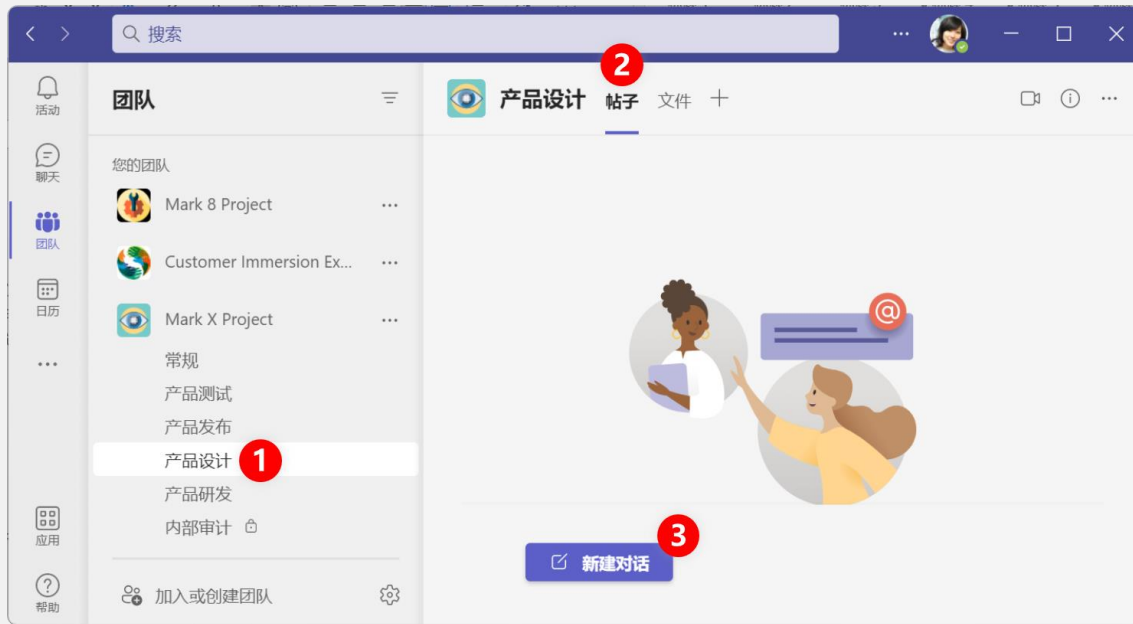 搜索
活动
聊天
团队
日历
应用
帮助
团队
您的团队
Mark 8 Project
Customer Immersion Ex...
Mark X Project
常规
产品测试
产品发布
产品设计 1
产品研发
内部审计
加入或创建团队
2
产品设计 帖子 文件
@
3
新建对话